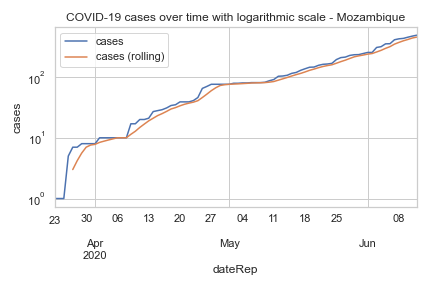 COVID-19 cases over time with logarithmic scale - Mozambique
cases
cases (rolling)
cases
10²
10¹
10⁰
23 30 06 13 20 27 04 11 18 25 08
Apr May Jun
2020
dateRep